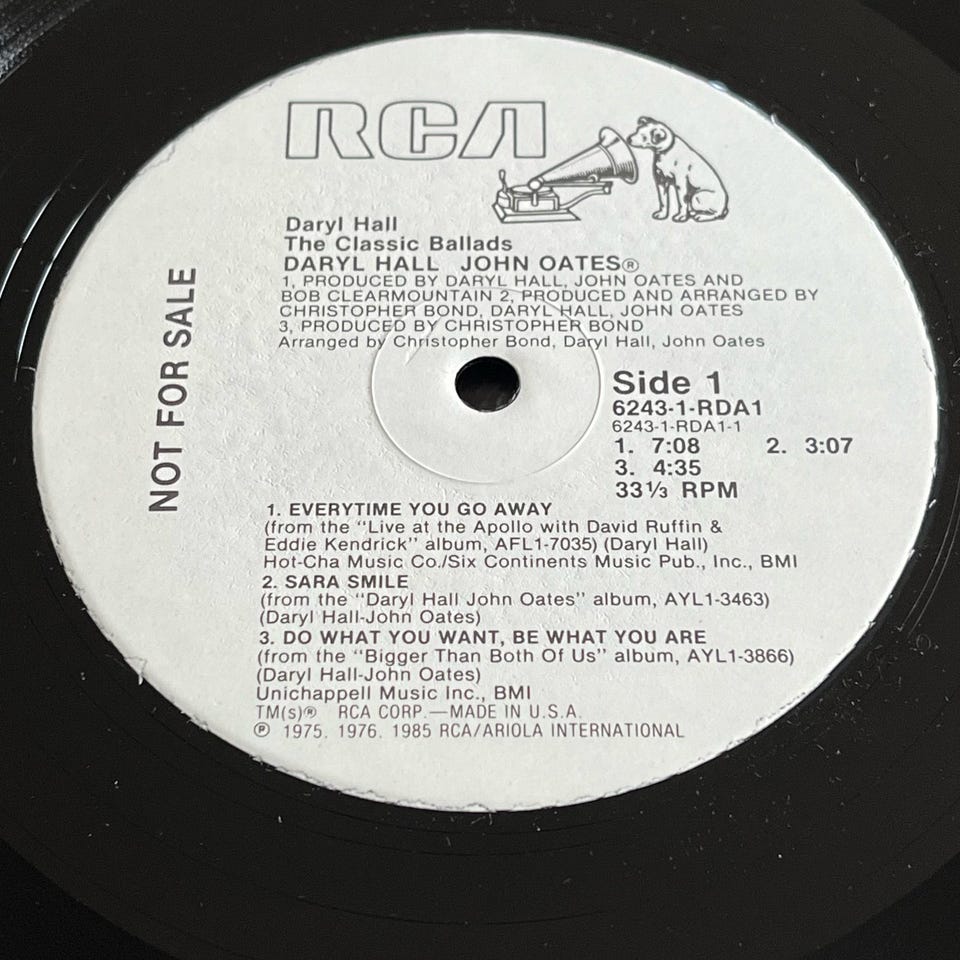 RCA
Daryl Hall
The Classic Ballads
DARYL HALL JOHN OATES®
1, PRODUCED BY DARYL HALL, JOHN OATES AND
BOB CLEARMOUNTAIN 2, PRODUCED AND ARRANGED BY
CHRISTOPHER BOND, DARYL HALL, JOHN OATES
3, PRODUCED BY CHRISTOPHER BOND
Arranged by Christopher Bond, Daryl Hall, John Oates
NOT FOR SALE
Side 1
6243-1-RDA1
6243-1-RDA1-1
1. 7:08 2. 3:07
3. 4:35
33⅓ RPM
1. EVERYTIME YOU GO AWAY
(from the "Live at the Apollo with David Ruffin &
Eddie Kendrick" album, AFL1-7035) (Daryl Hall)
Hot-Cha Music Co./Six Continents Music Pub., Inc., BMI
2. SARA SMILE
(from the "Daryl Hall John Oates" album, AYL1-3463)
(Daryl Hall-John Oates)
3. DO WHAT YOU WANT, BE WHAT YOU ARE
(from the "Bigger Than Both Of Us" album, AYL1-3866)
(Daryl Hall-John Oates)
Unichappell Music Inc., BMI
TM(s)® RCA CORP.—MADE IN U.S.A.
℗ 1975, 1976, 1985 RCA/ARIOLA INTERNATIONAL